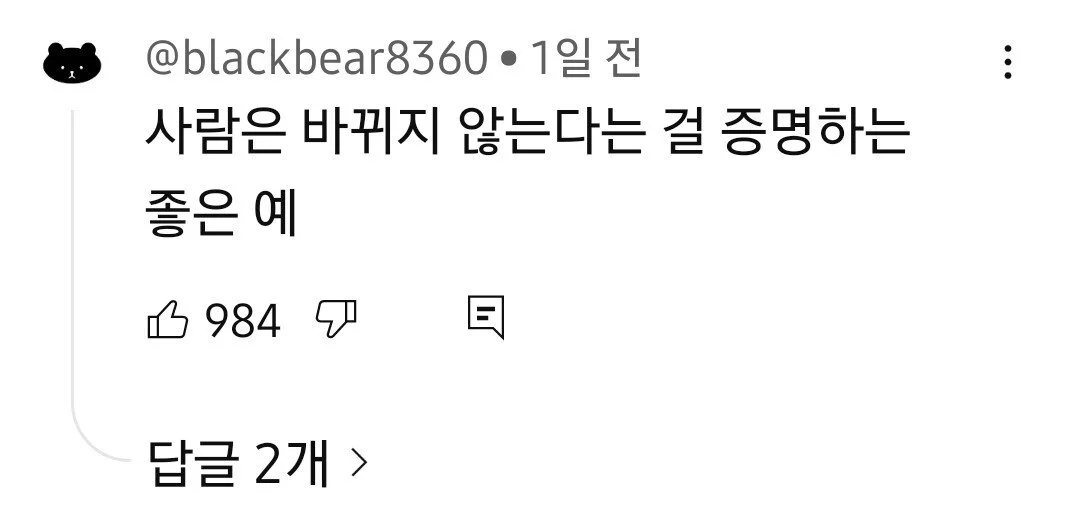 @blackbear8360 • 1일 전
사람은 바뀌지 않는다는 걸 증명하는
좋은 예
984
답글 2개